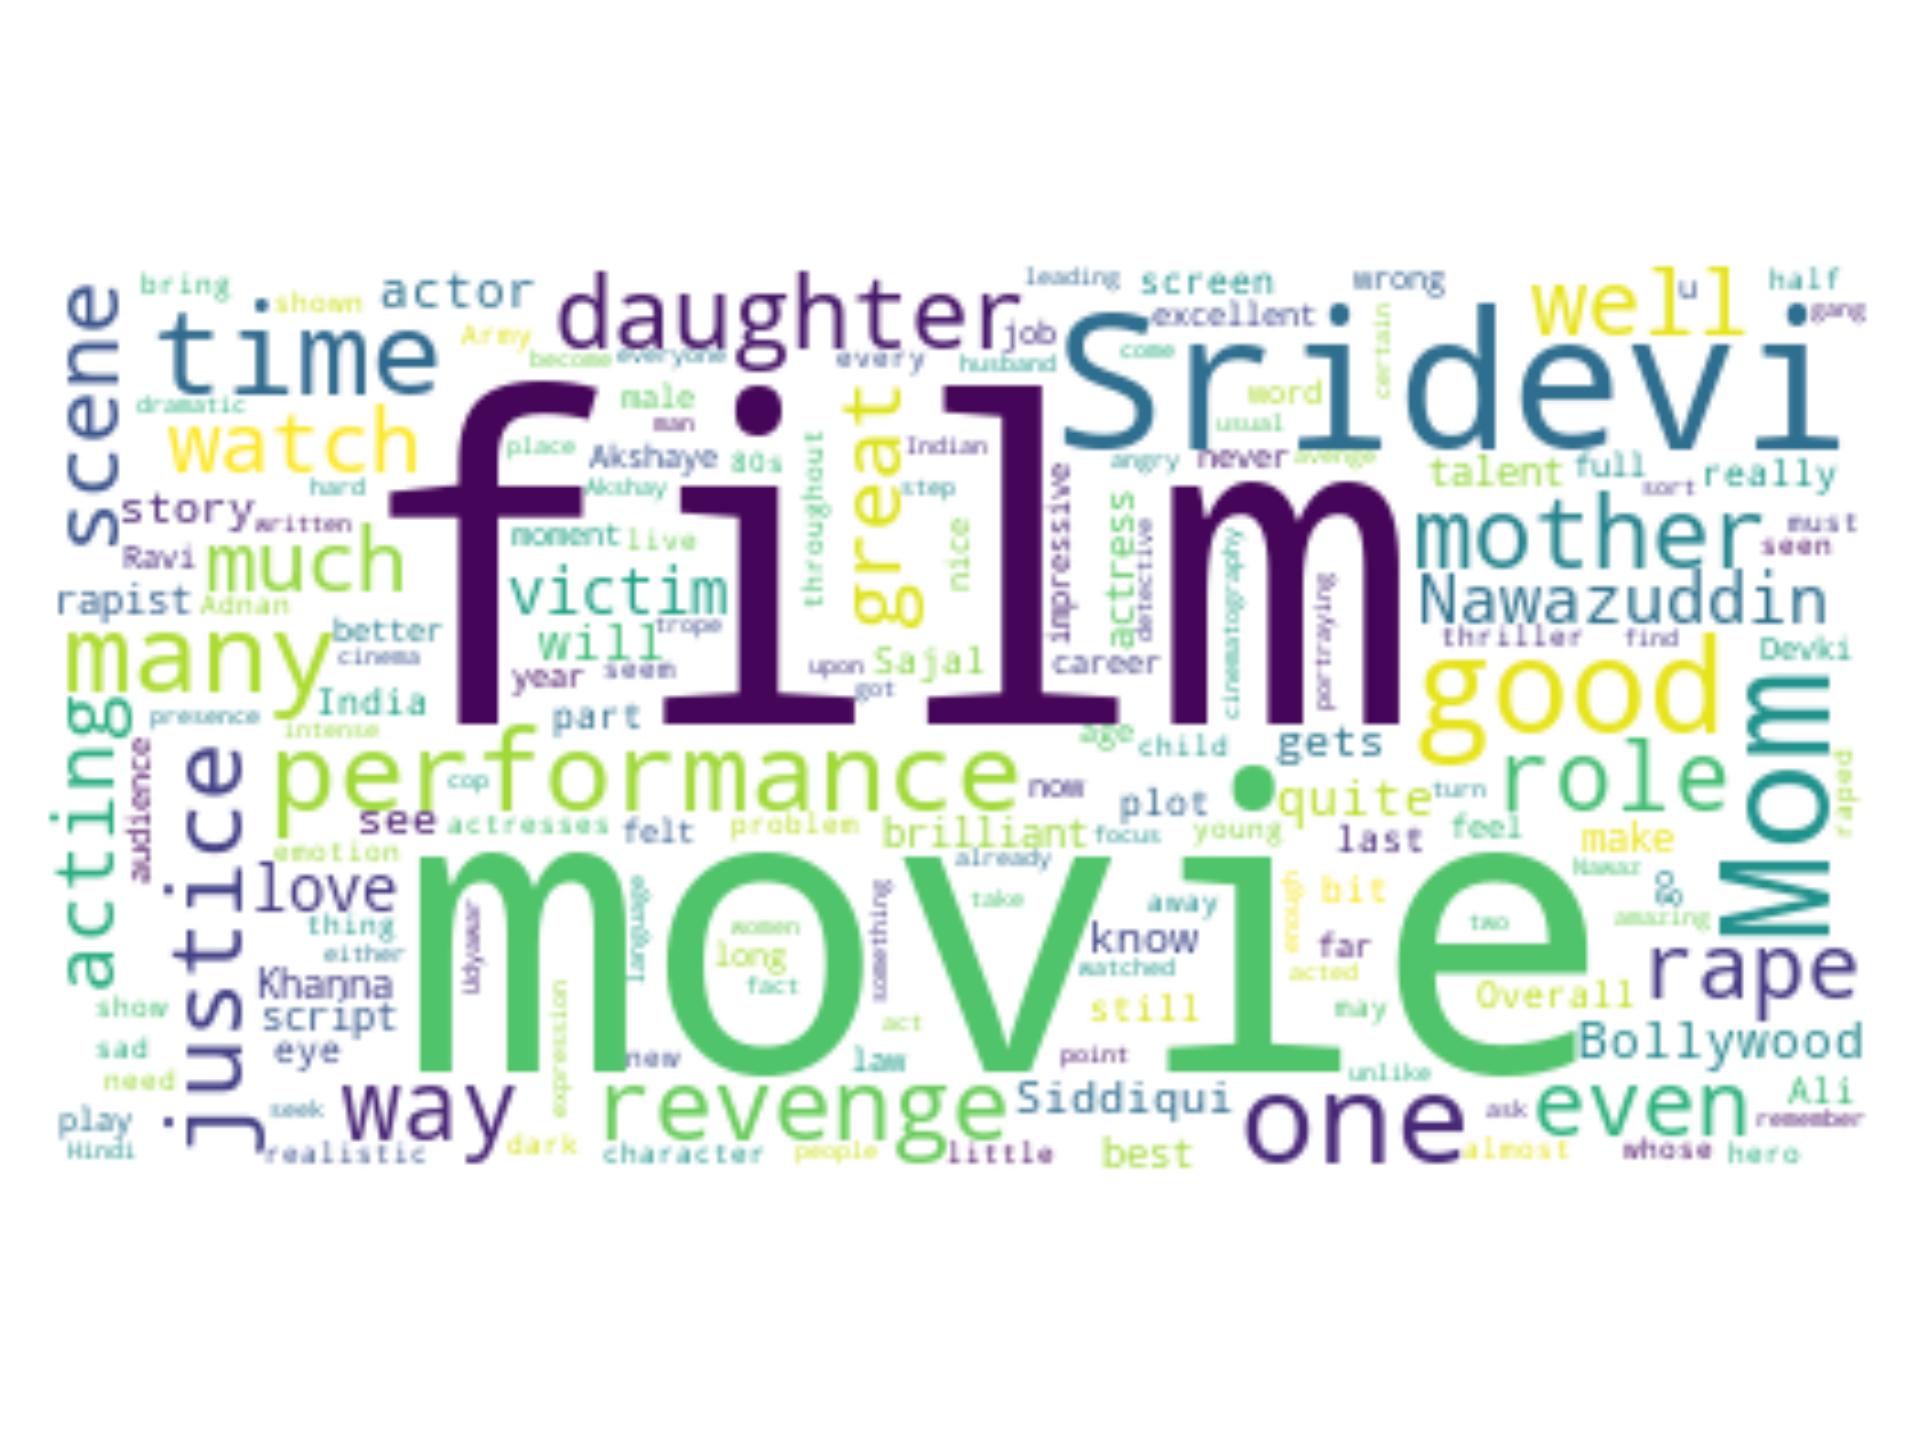 bring
shown
actor
daughter
leading
screen
wrong
well
u
half
gang
scene
time
Army
become
everyone
every
job
husband
excellent
come
certain
Sridevi
dramatic
watch
male
man
great
word
usual
film
place
Akshaye
80s
throughout
Indian
angry
never
avenge
talent
full
sort
really
hard
Akshay
step
impressive
actress
detective
story
written
moment
live
nice
cinematography
mother
must
seen
Ravi
much
victim
portraying
Nawazuddin
rapist
Adnan
many
better
cinema
will
trope
thriller
find
Devki
year
seem
upon
Sajal
got
career
good
Mom
acting
presence
India
intense
part
age
child
gets
audience
justice
performance
cop
now
plot
quite
turn
role
raped
see
actresses
felt
problem
brilliant
focus
young
last
feel
make
emotion
already
Nawaz
love
movie
language
something
take
away
enough
bit
&
amazing
thing
Udyawar
women
long
fact
know
far
two
either
watched
acted
rape
Khanna
expression
still
may
Overall
show
script
act
sad
eye
new
law
point
unlike
Bollywood
need
play
seek
way
revenge
Siddiqui
one
ask
even
Ali
remember
Hindi
realistic
dark
character
people
little
best
almost
whose
hero